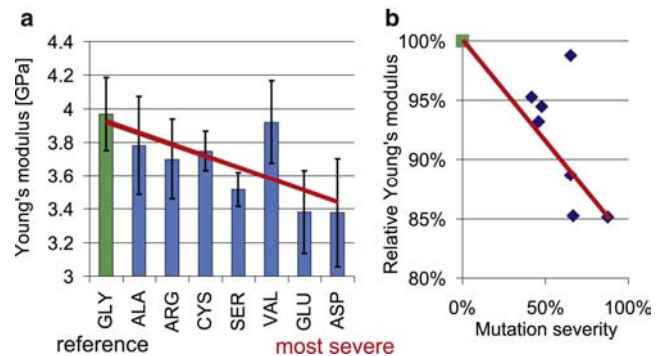 a
Young's modulus [GPa]
4.4
4.2
4
3.8
3.6
3.4
3.2
3
GLY
ALA
ARG
CYS
SER
VAL
GLU
ASP
reference
most severe
b
Relative Young's modulus
100%
95%
90%
85%
80%
0%
50%
100%
Mutation severity